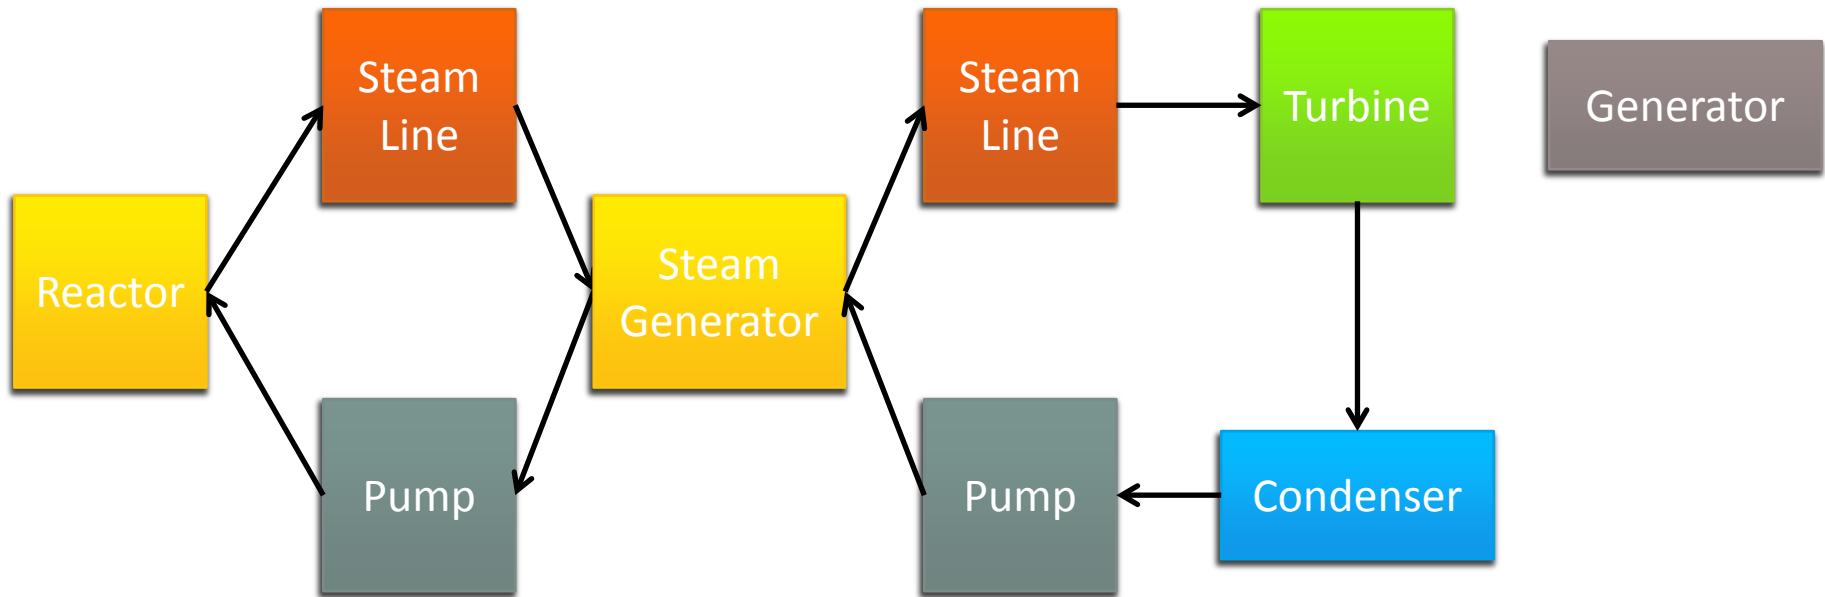 Steam
Line
Steam
Line
Turbine
Generator
Reactor
Steam
Generator
Pump
Pump
Condenser